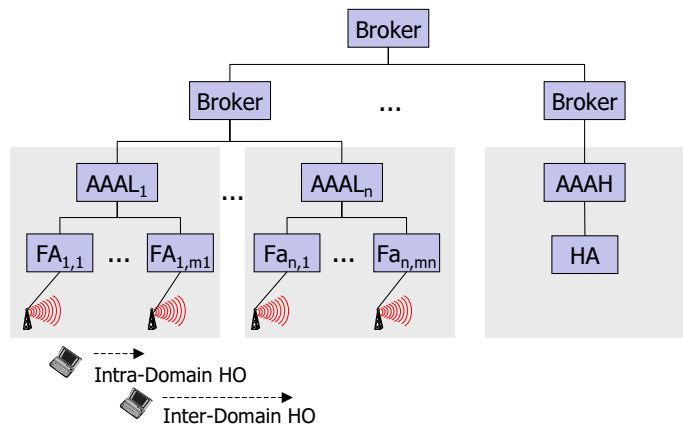 Broker
Broker
...
Broker
AAAL1
...
AAALn
AAAH
FA1,1
...
FA1,m1
Fan,1
...
Fan,mn
HA
Intra-Domain HO
Inter-Domain HO